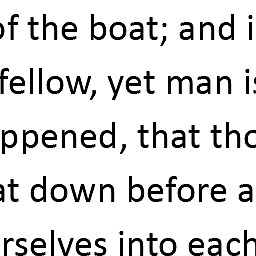 of the boat; and i
fellow, yet man is
ppened, that tho
at down before a
rselves into each